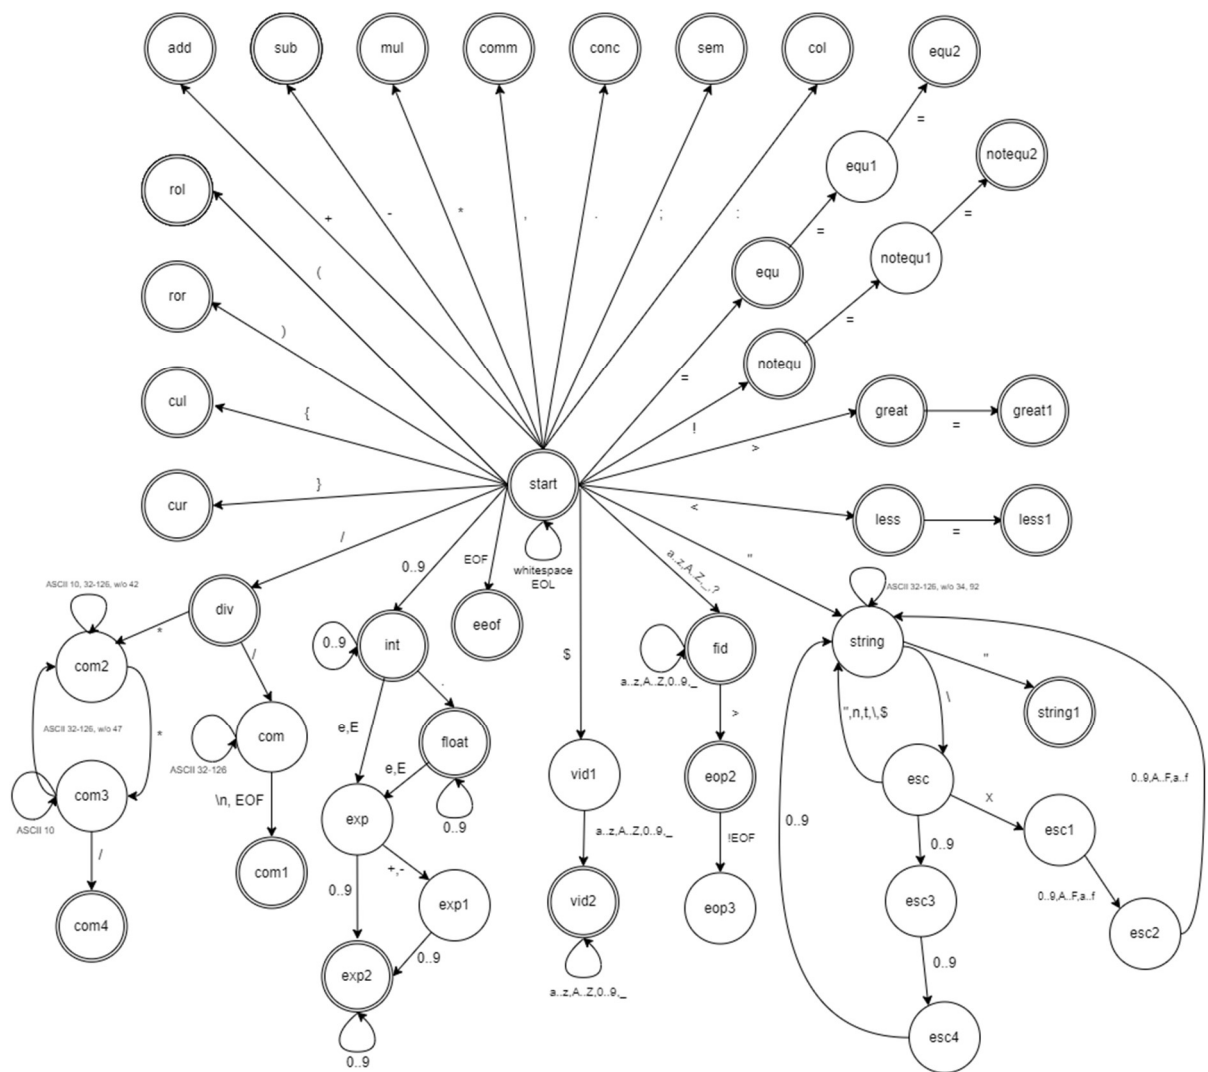 add
sub
mul
comm
conc
sem
col
equ2
equ1
=
notequ2
rol
+
-
*
,
.
;
:
=
notequ1
=
(
equ
ror
)
=
notequ
cul
{
=
!
great
=
great1
>
start
cur
}
<
less
=
less1
/
0..9
EOF
whitespace
EOL
a..z,A..Z,_,?
"
ASCII 10, 32-126, w/o 42
ASCII 32-126, w/o 34, 92
div
eeof
*
/
0..9
int
$
fid
string
com2
a..z,A..Z,0..9,_
"
.
\
>
",n,t,\,$
string1
ASCII 32-126, w/o 47
*
com
e,E
float
ASCII 32-126
e,E
vid1
eop2
esc
0..9,A..F,a..f
com3
\n, EOF
X
exp
0..9
ASCII 10
a..z,A..Z,0..9,_
!EOF
0..9
0..9
esc1
/
com1
0..9
+,-
exp1
vid2
eop3
esc3
0..9,A..F,a..f
com4
esc2
0..9
0..9
exp2
a..z,A..Z,0..9,_
esc4
0..9